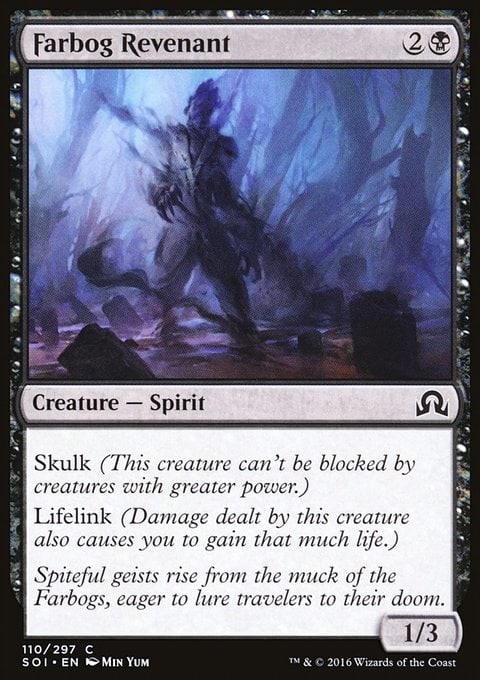 Farbog Revenant 2
Creature — Spirit
Skulk (This creature can't be blocked by
creatures with greater power.)
Lifelink (Damage dealt by this creature
also causes you to gain that much life.)
Spiteful geists rise from the muck of the
Farbogs, eager to lure travelers to their doom.
1/3
110/297 C
SOI • EN Min Yum
™ & © 2016 Wizards of the Coast